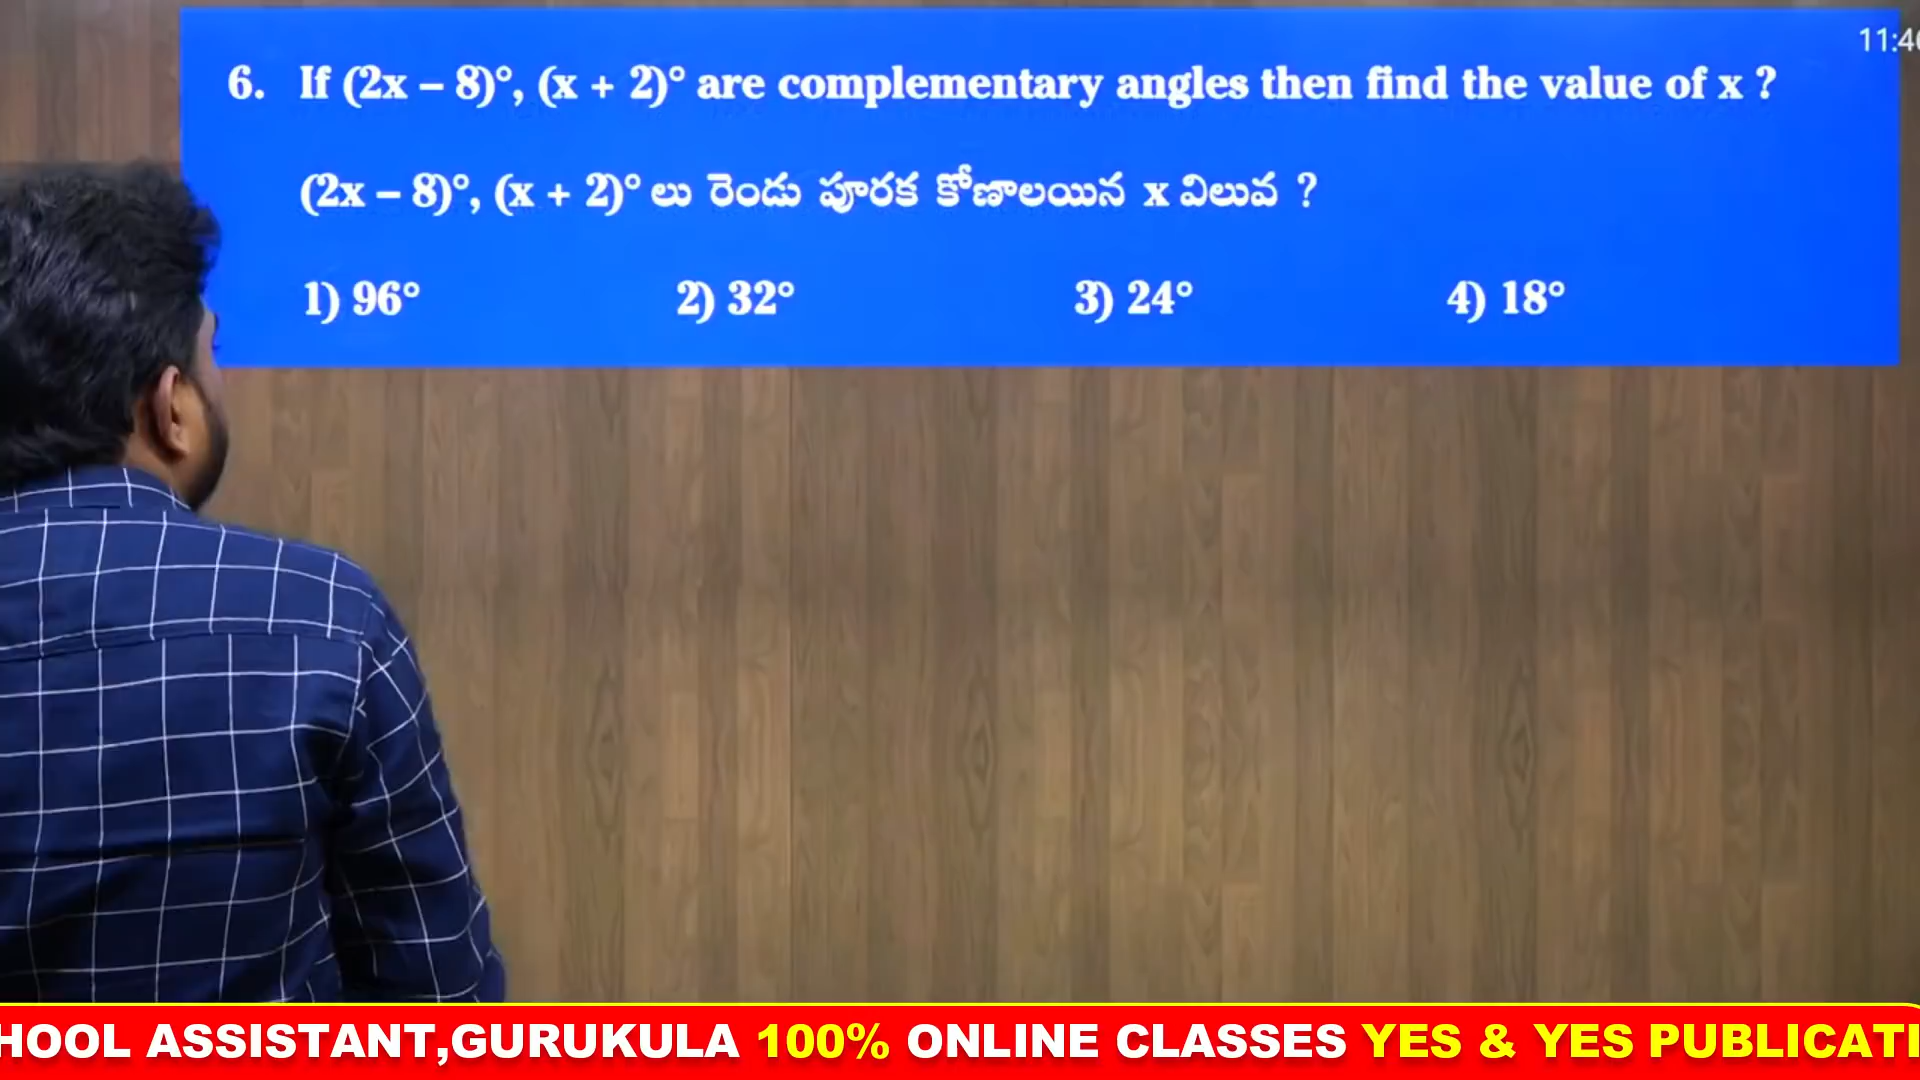 11:4
6. If (2x – 8)°, (x + 2)° are complementary angles then find the value of x ?
(2x – 8)°, (x + 2)° లు రెండు పూరక కోణాలయిన x విలువ ?
1) 96° 2) 32° 3) 24° 4) 18°
HOOL ASSISTANT,GURUKULA 100% ONLINE CLASSES YES & YES PUBLICATI